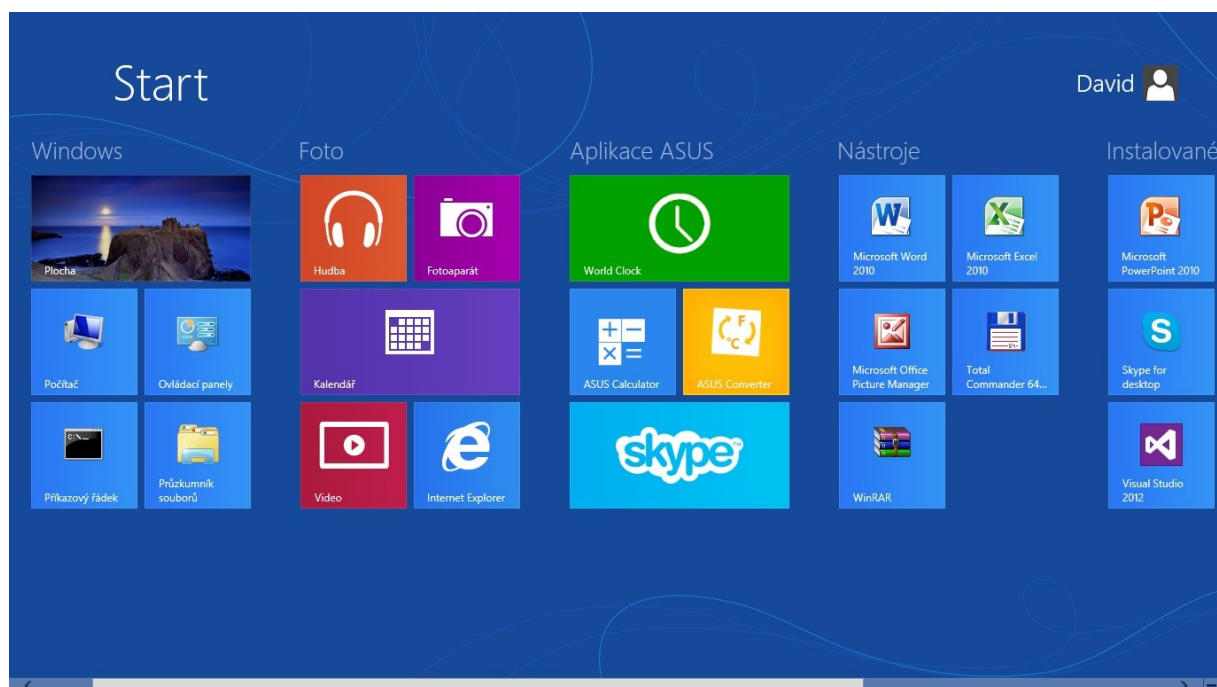 Start
David
Windows
Plocha
Počítač
Ovládací panely
Příkazový řádek
Průzkumník
souborů
Foto
Hudba
Fotoaparát
Kalendář
Video
Internet Explorer
Aplikace ASUS
World Clock
ASUS Calculator
F
°C
ASUS Converter
skype™
Nástroje
Microsoft Word
2010
Microsoft Excel
2010
Microsoft Office
Picture Manager
Total
Commander 64...
WinRAR
Instalované
Microsoft
PowerPoint 2010
Skype for
desktop
Visual Studio
2012